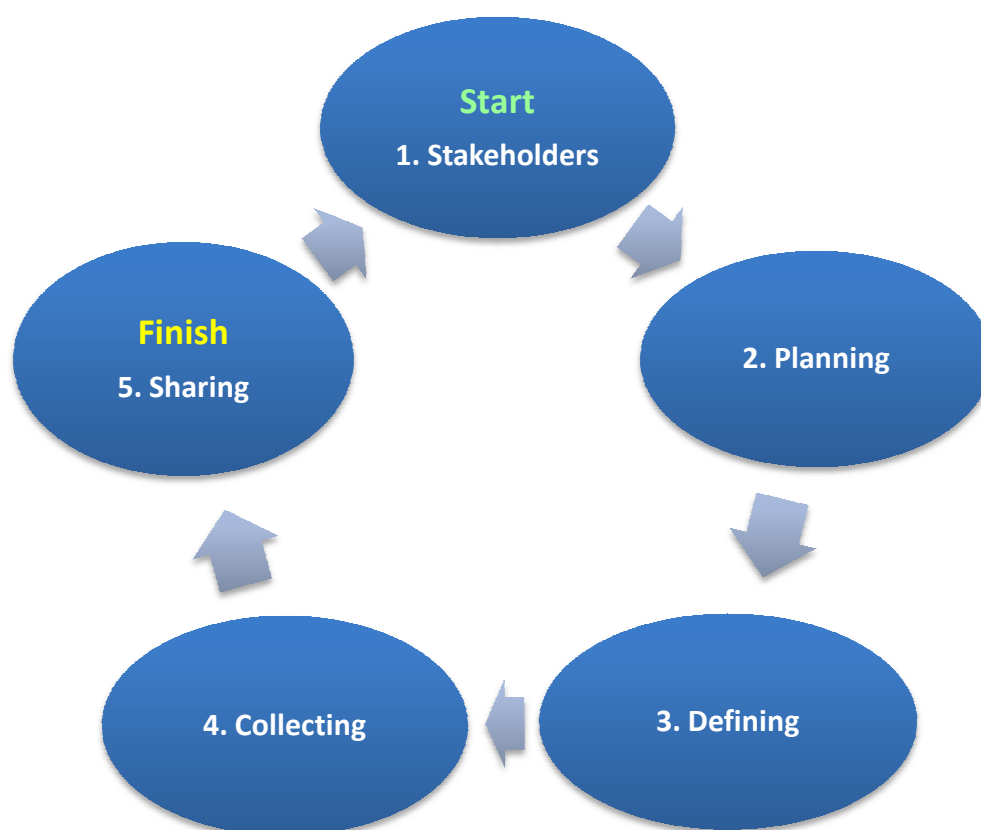 Start
1. Stakeholders
2. Planning
3. Defining
4. Collecting
Finish
5. Sharing